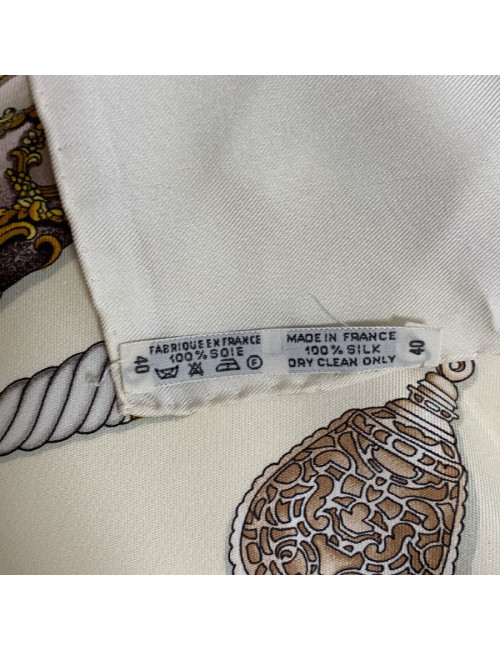 40
FABRIQUE EN FRANCE
100% SOIE
F
MADE IN FRANCE
100% SILK
DRY CLEAN ONLY
40